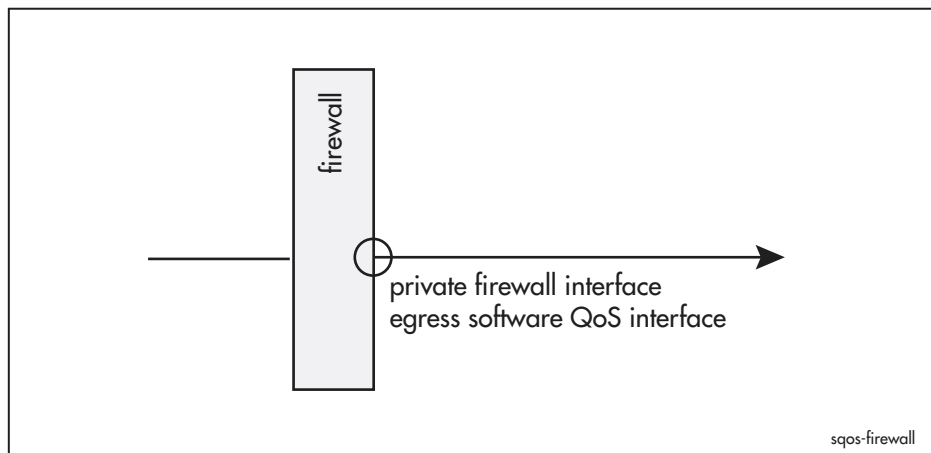 firewall
private firewall interface
egress software QoS interface
sqos-firewall